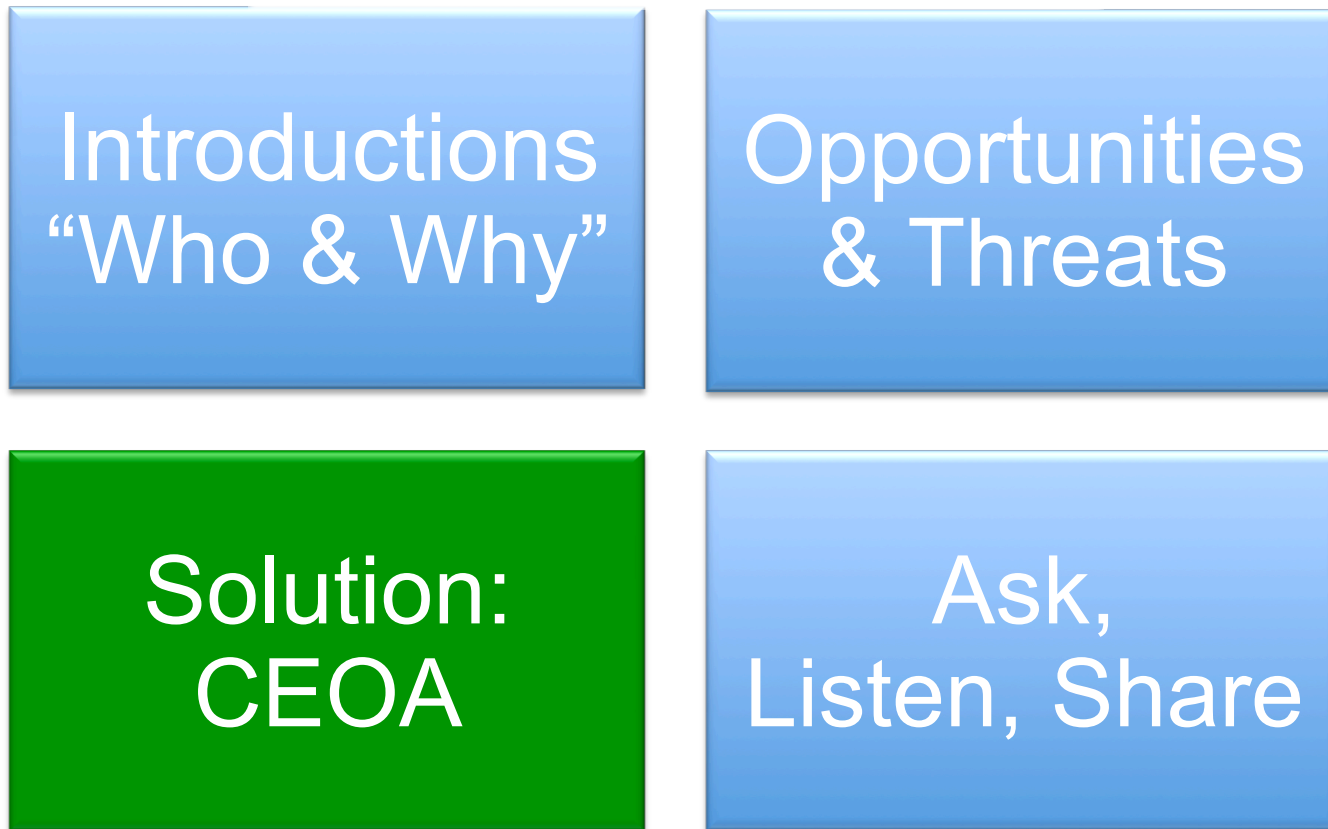 Introductions
“Who & Why”
Opportunities
& Threats
Solution:
CEOA
Ask,
Listen, Share